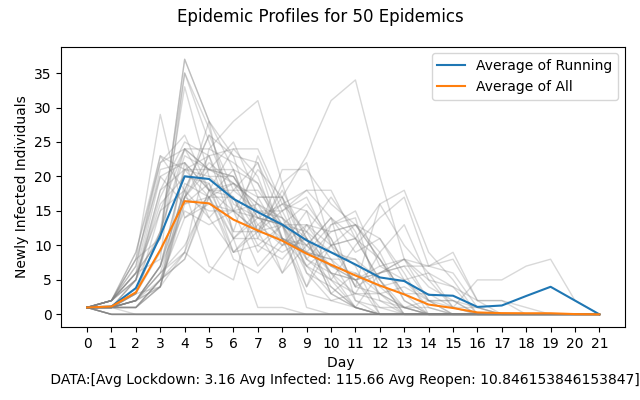 Epidemic Profiles for 50 Epidemics
Average of Running
Average of All
Newly Infected Individuals
35
30
25
20
15
10
5
0
0 1 2 3 4 5 6 7 8 9 10 11 12 13 14 15 16 17 18 19 20 21
Day
DATA:[Avg Lockdown: 3.16 Avg Infected: 115.66 Avg Reopen: 10.846153846153847]